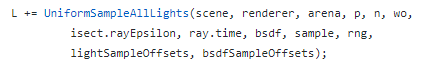 L += UniformSampleAllLights(scene, renderer, arena, p, n, wo,
isect.rayEpsilon, ray.time, bsdf, sample, rng,
lightSampleOffsets, bsdfSampleOffsets);